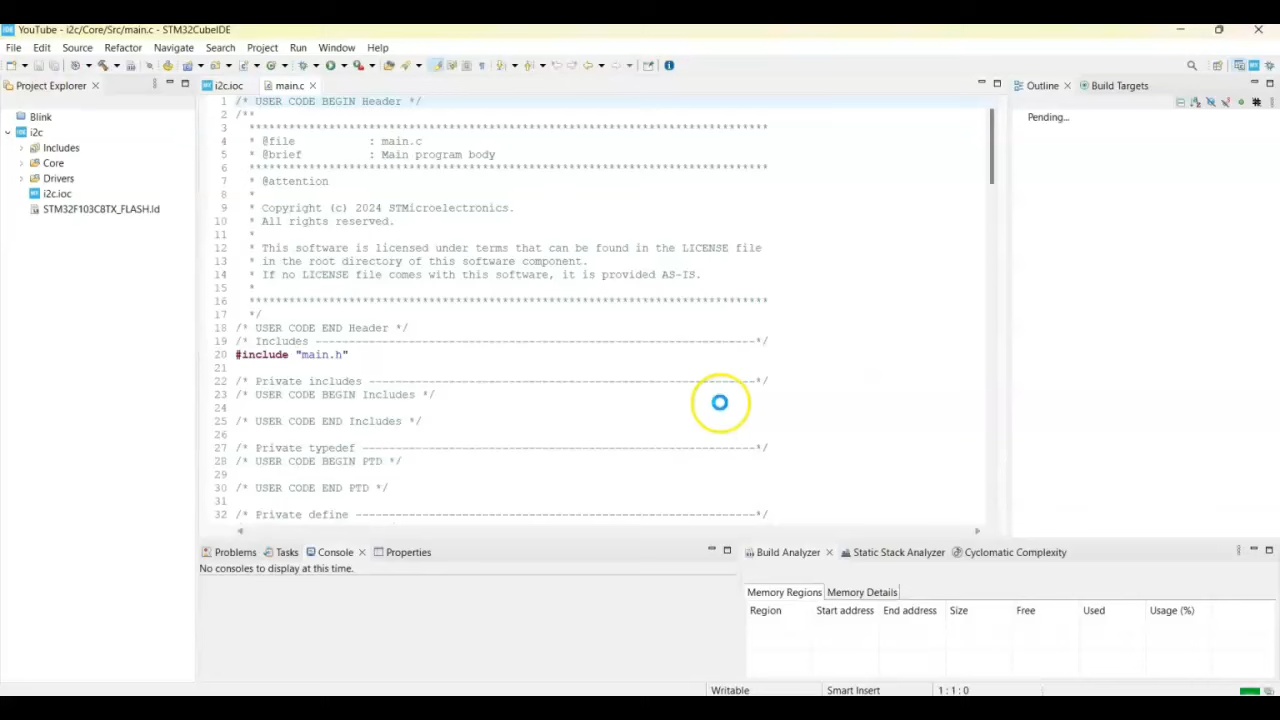 YouTube - i2c/Core/Src/main.c - STM32CubeIDE
File Edit Source Refactor Navigate Search Project Run Window Help
Project Explorer
i2c.ioc main.c
Outline Build Targets
Blink
i2c
Includes
Core
Drivers
i2c.ioc
STM32F103C8TX_FLASH.ld
1 /* USER CODE BEGIN Header */
2 /**
3 ******************************************************************************
4 * @file : main.c
5 * @brief : Main program body
6 ******************************************************************************
7 * @attention
8 *
9 * Copyright (c) 2024 STMicroelectronics.
10 * All rights reserved.
11 *
12 * This software is licensed under terms that can be found in the LICENSE file
13 * in the root directory of this software component.
14 * If no LICENSE file comes with this software, it is provided AS-IS.
15 *
16 ******************************************************************************
17 */
18 /* USER CODE END Header */
19 /* Includes ------------------------------------------------------------------*/
20 #include "main.h"
21
22 /* Private includes ----------------------------------------------------------*/
23 /* USER CODE BEGIN Includes */
24
25 /* USER CODE END Includes */
26
27 /* Private typedef -----------------------------------------------------------*/
28 /* USER CODE BEGIN PTD */
29
30 /* USER CODE END PTD */
31
32 /* Private define ------------------------------------------------------------*/
Pending...
Problems Tasks Console Properties
No consoles to display at this time.
Build Analyzer Static Stack Analyzer Cyclomatic Complexity
Memory Regions Memory Details
Region Start address End address Size Free Used Usage (%)
Writable Smart Insert 1 : 1 : 0